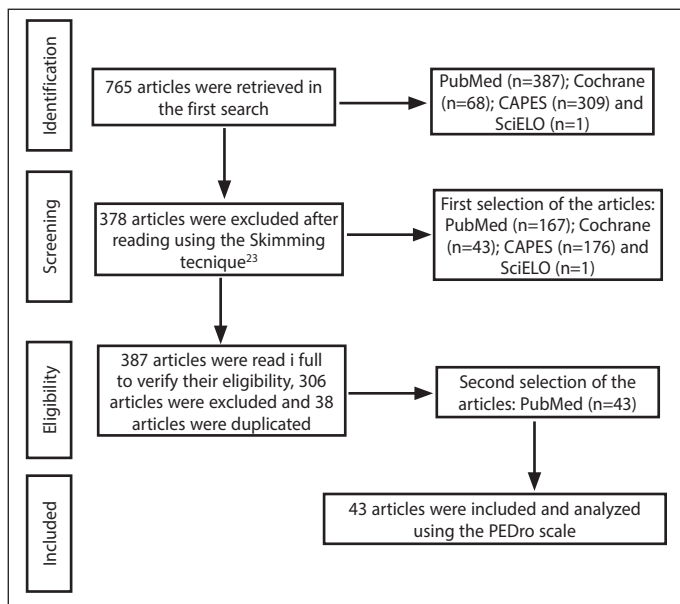 Identification
765 articles were retrieved in
the first search
PubMed (n=387); Cochrane
(n=68); CAPES (n=309) and
SciELO (n=1)
Screening
378 articles were excluded after
reading using the Skimming
tecnique23
First selection of the articles:
PubMed (n=167); Cochrane
(n=43); CAPES (n=176) and
SciELO (n=1)
Eligibility
387 articles were read i full
to verify their eligibility, 306
articles were excluded and 38
articles were duplicated
Second selection of the
articles: PubMed (n=43)
Included
43 articles were included and analyzed
using the PEDro scale